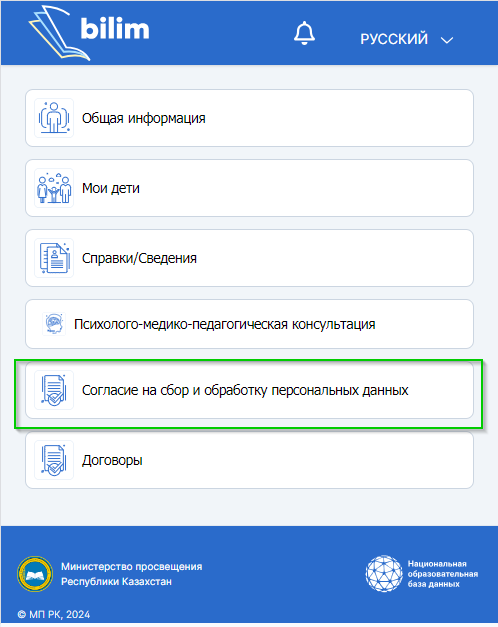 bilim
РУССКИЙ
Общая информация
Мои дети
Справки/Сведения
Психолого-медико-педагогическая консультация
Согласие на сбор и обработку персональных данных
Договоры
Министерство просвещения
Республики Казахстан
Национальная
образовательная
база данных
© МП РК, 2024